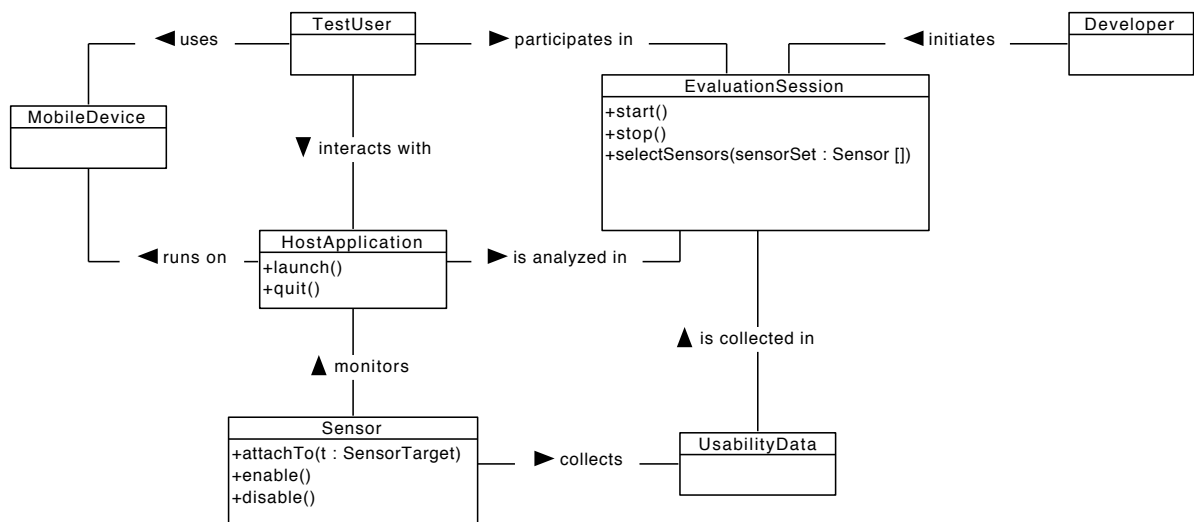 TestUser
Developer
◀ uses
▶ participates in
◀ initiates
EvaluationSession
+start()
+stop()
+selectSensors(sensorSet : Sensor [])
MobileDevice
▼ interacts with
HostApplication
+launch()
+quit()
◀ runs on
▶ is analyzed in
▲ monitors
▲ is collected in
Sensor
+attachTo(t : SensorTarget)
+enable()
+disable()
▶ collects
UsabilityData